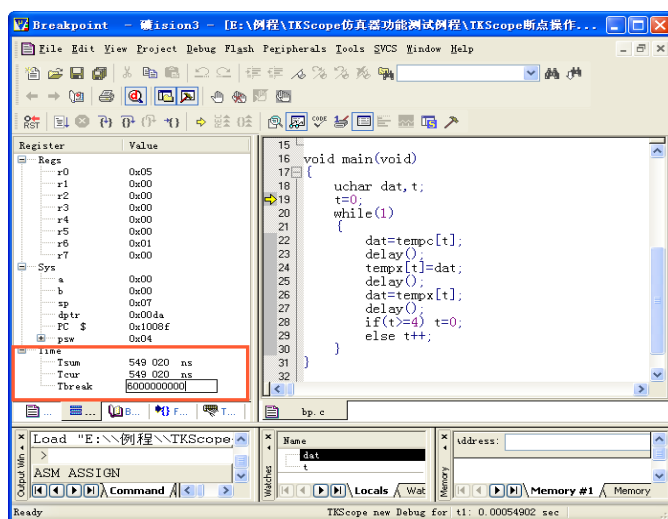 Breakpoint - 礦ision3 - [E:\例程\TKScope仿真器功能测试例程\TKScope断点操作...
File Edit View Project Debug Flash Peripherals Tools SVCS Window Help
RST
CODE
Register Value
Regs
r0 0x05
r1 0x00
r2 0x00
r3 0x00
r4 0x00
r5 0x00
r6 0x01
r7 0x00
Sys
a 0x00
b 0x00
sp 0x07
dptr 0x00da
PC $ 0x1008f
psw 0x04
Time
Tsum 549 020 ns
Tcur 549 020 ns
Tbreak 6000000000
... ... B... F... T...
15
16 void main(void)
17 {
18 uchar dat,t;
19 t=0;
20 while(1)
21 {
22 dat=tempc[t];
23 delay();
24 tempx[t]=dat;
25 delay();
26 dat=tempx[t];
27 delay();
28 if(t>=4) t=0;
29 else t++;
30 }
31 }
32
bp.c
Output Win
Load "E:\\例程\\TKScope
>
ASM ASSIGN
Command
Watches
Name
dat
t
Locals Wat
Memory
Address:
Memory #1 Memory
Ready TKScope new Debug for t1: 0.00054902 sec